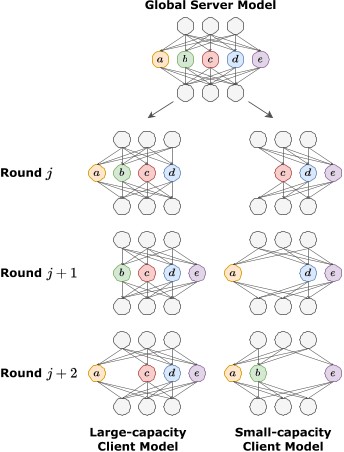 Global Server Model
a b c d e
Round j
a b c d
c d e
Round j + 1
b c d e
a d e
Round j + 2
a c d e
a b e
Large-capacity
Client Model
Small-capacity
Client Model